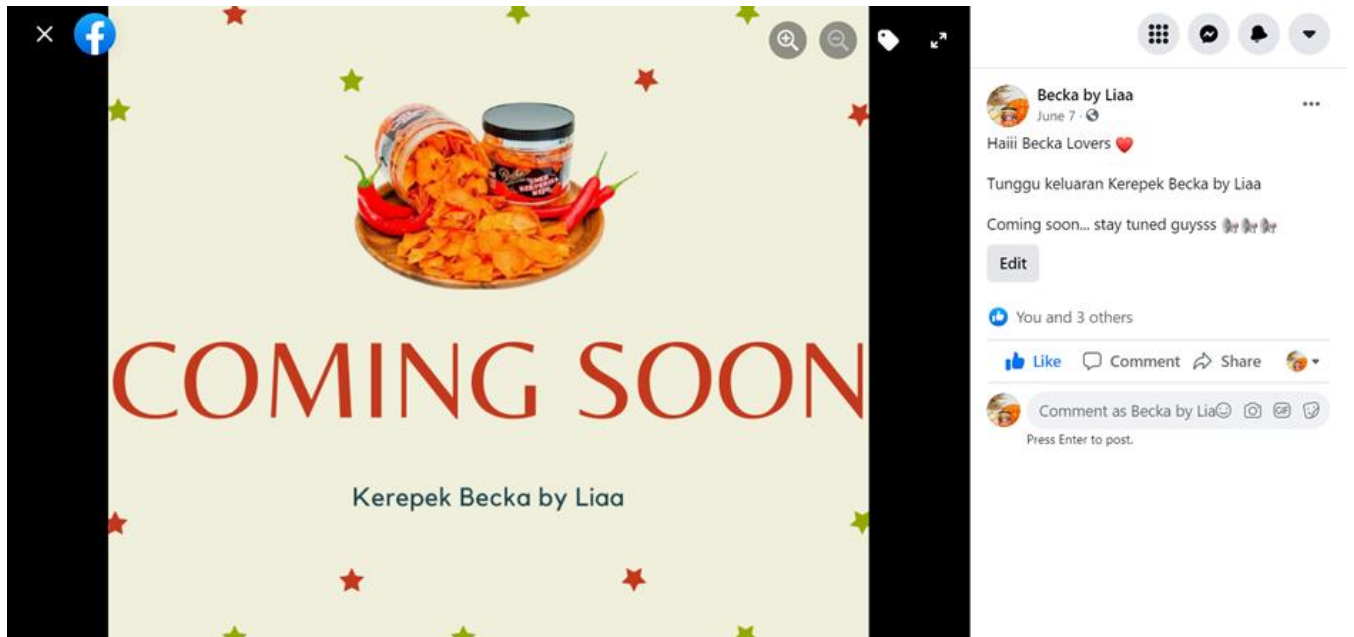 COMING SOON
Kerepek Becka by Liaa
Becka by Liaa
June 7 ·
Haiii Becka Lovers ❤️
Tunggu keluaran Kerepek Becka by Liaa
Coming soon... stay tuned guysss
Edit
You and 3 others
Like Comment Share
Comment as Becka by Lia
Press Enter to post.